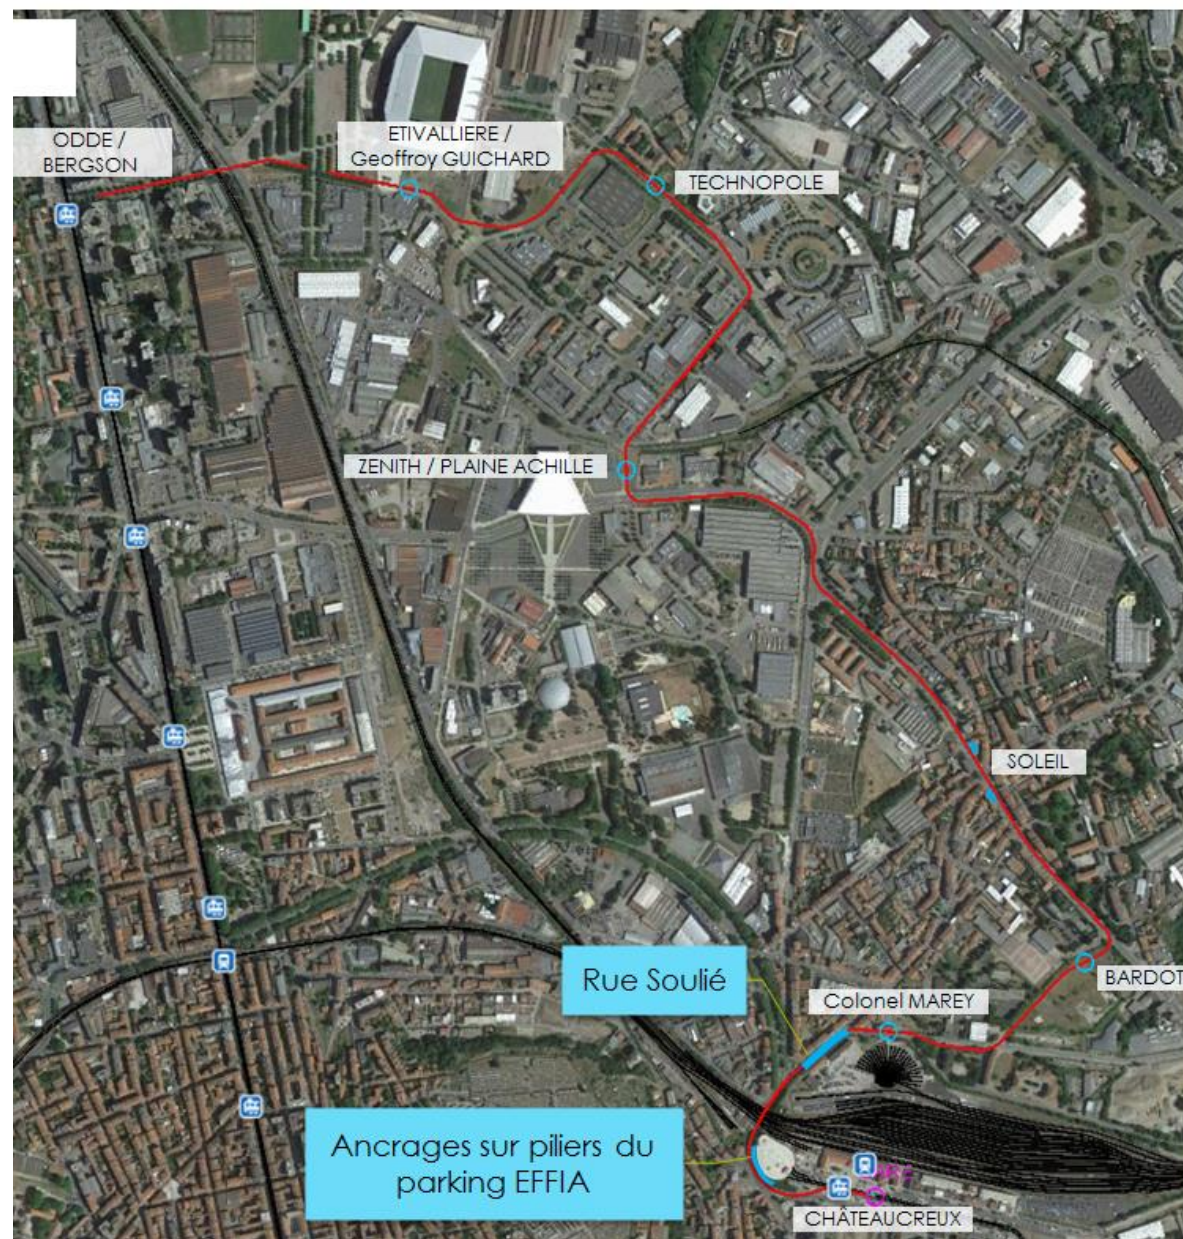 ODDE /
BERGSON
ETIVALLIERE /
Geoffroy GUICHARD
TECHNOPOLE
ZENITH / PLAINE ACHILLE
SOLEIL
BARDOT
Rue Soulié
Colonel MAREY
Ancrages sur piliers du
parking EFFIA
CHÂTEAUCREUX